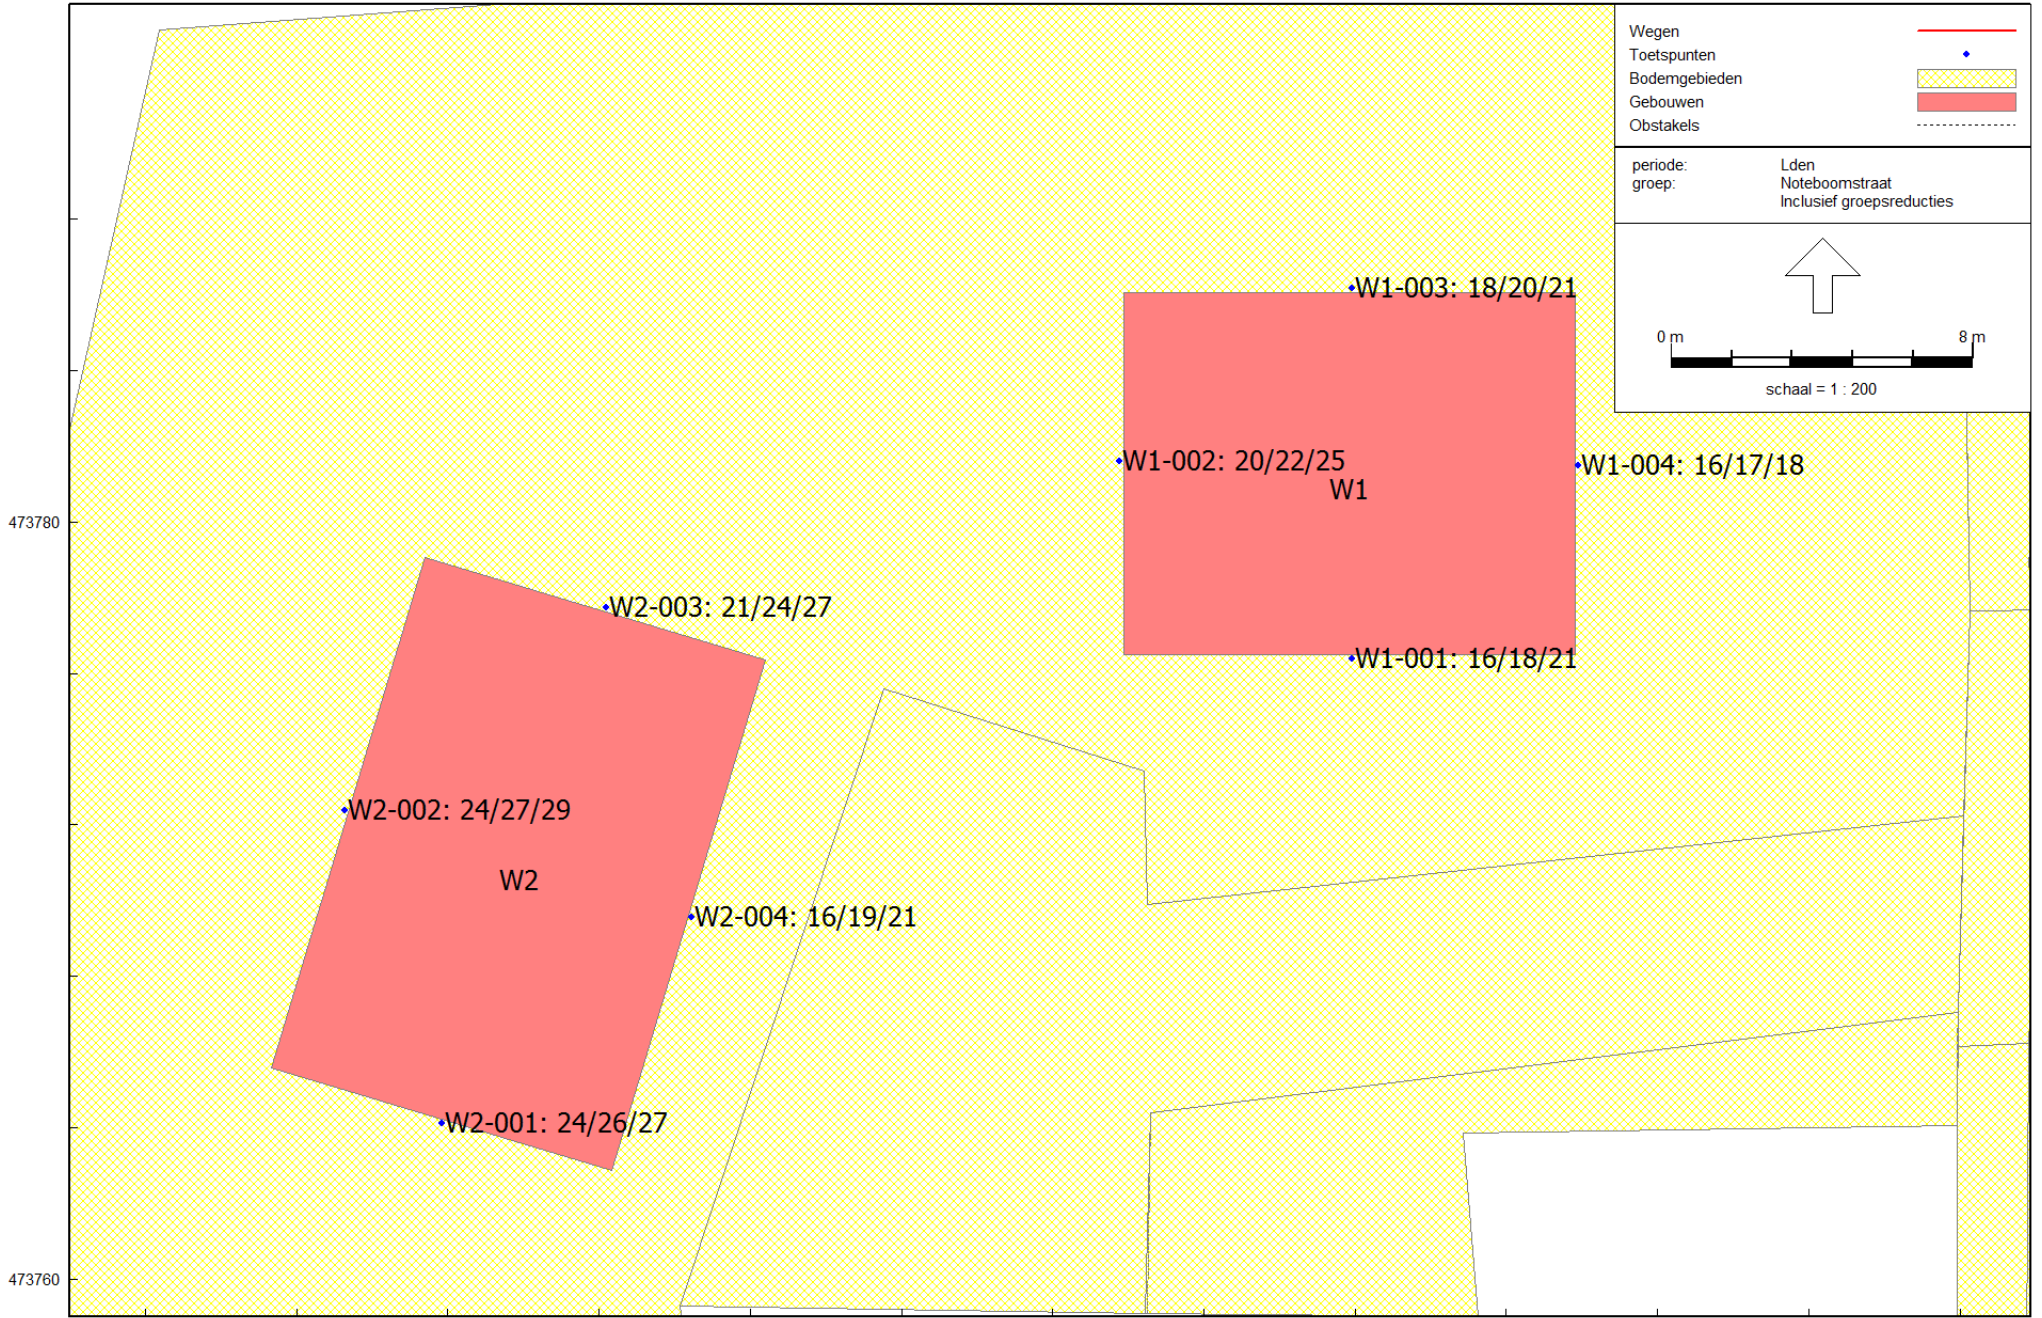 Wegen
Toetspunten
Bodemgebieden
Gebouwen
Obstakels
periode: Lden
groep: Noteboomstraat
Inclusief groepsreducties
0 m 8 m
schaal = 1 : 200
W1-003: 18/20/21
W1-002: 20/22/25
W1-004: 16/17/18
W1
473780
W2-003: 21/24/27
W1-001: 16/18/21
W2-002: 24/27/29
W2
W2-004: 16/19/21
W2-001: 24/26/27
473760